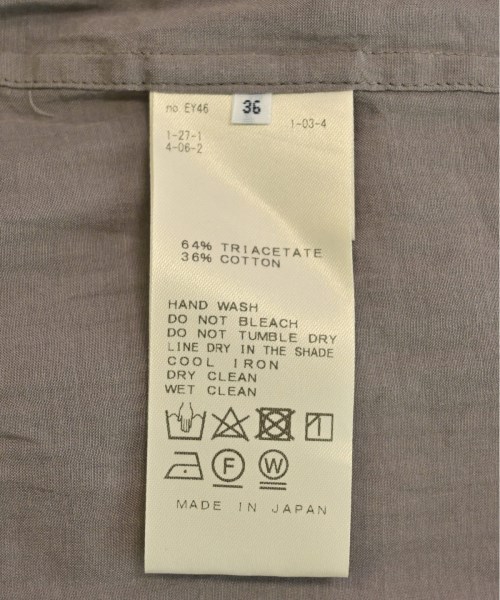 no. EY46
36
1-03-4
1-27-1
4-06-2
64% TRIACETATE
36% COTTON
HAND WASH
DO NOT BLEACH
DO NOT TUMBLE DRY
LINE DRY IN THE SHADE
COOL IRON
DRY CLEAN
WET CLEAN
F W
MADE IN JAPAN